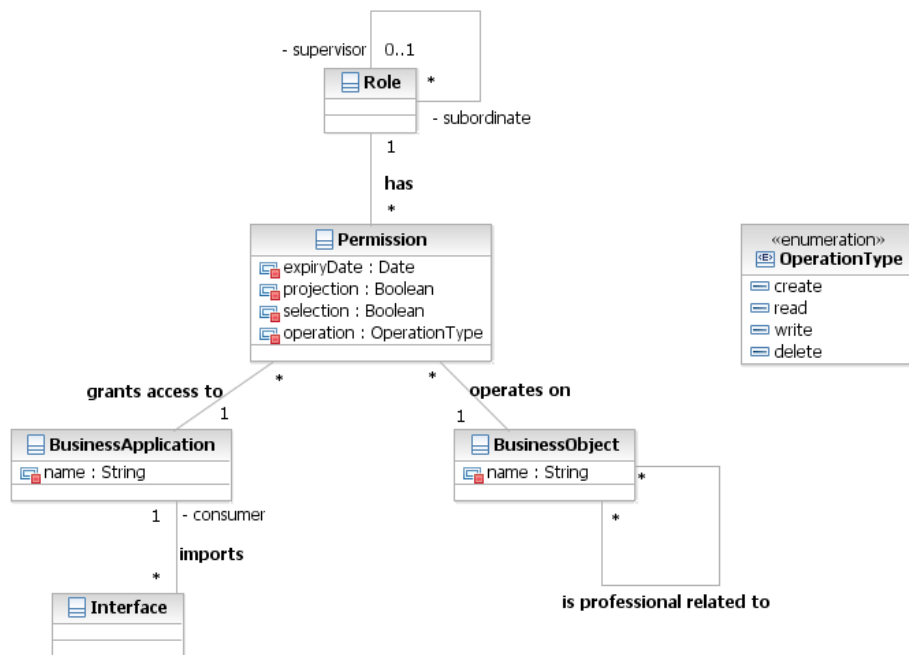 - supervisor 0..1
Role
*
- subordinate
1
has
*
Permission
expiryDate : Date
projection : Boolean
selection : Boolean
operation : OperationType
«enumeration»
<E> OperationType
create
read
write
delete
* *
grants access to operates on
1 1
BusinessApplication
name : String
BusinessObject
name : String
*
*
is professional related to
1 - consumer
imports
*
Interface